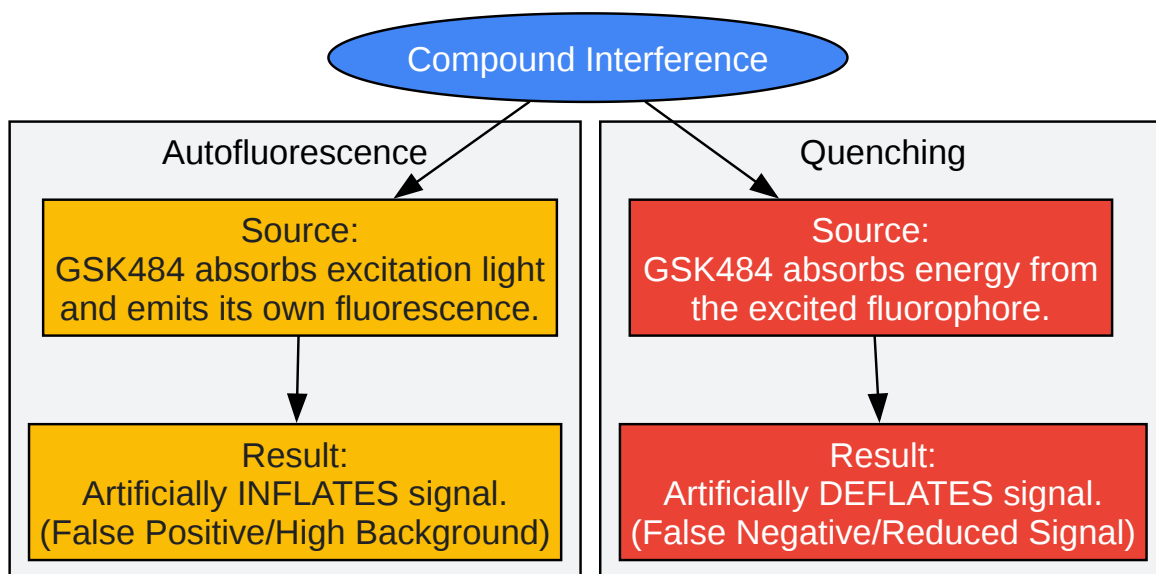 Compound Interference
Autofluorescence
Source:
GSK484 absorbs excitation light
and emits its own fluorescence.
Result:
Artificially INFLATES signal.
(False Positive/High Background)
Quenching
Source:
GSK484 absorbs energy from
the excited fluorophore.
Result:
Artificially DEFLATES signal.
(False Negative/Reduced Signal)